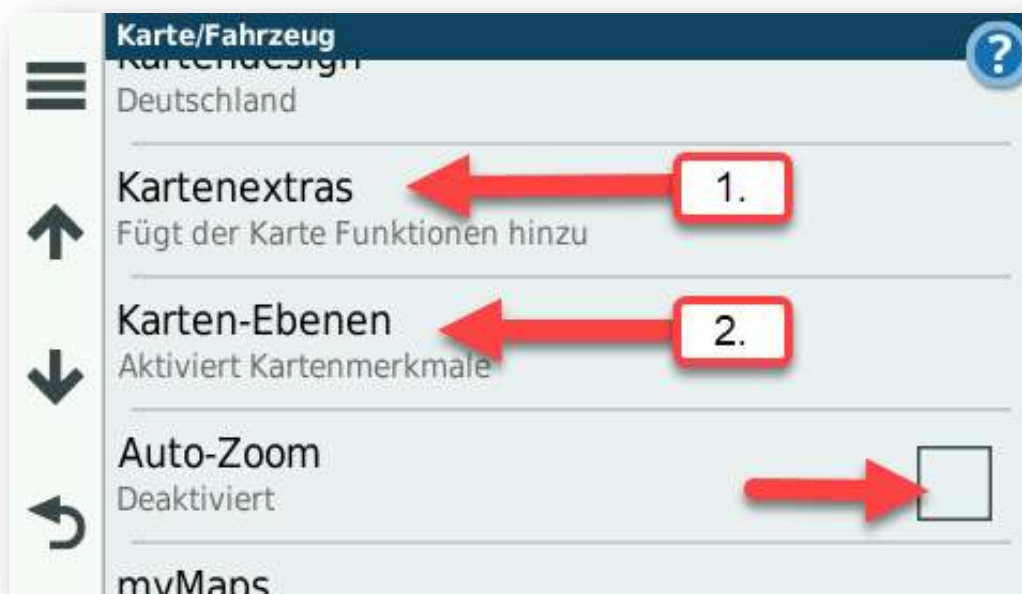 Karte/Fahrzeug
?
Kartendesign
Deutschland
Kartenextras
1.
Fügt der Karte Funktionen hinzu
Karten-Ebenen
2.
Aktiviert Kartenmerkmale
Auto-Zoom
Deaktiviert
myMaps